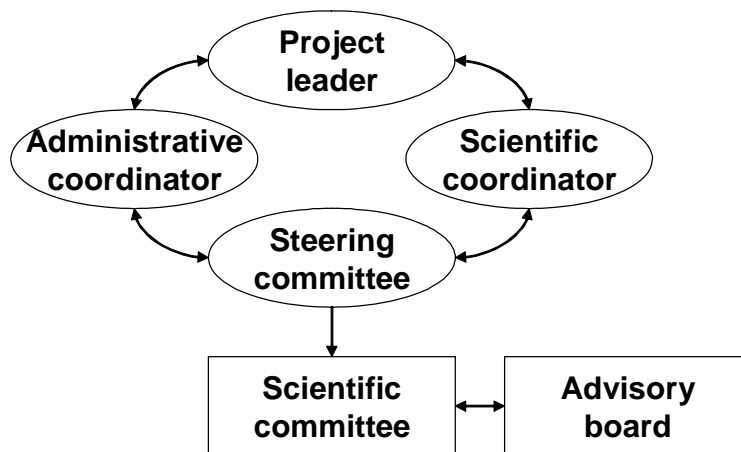 Project
leader
Administrative
coordinator
Scientific
coordinator
Steering
committee
Scientific
committee
Advisory
board